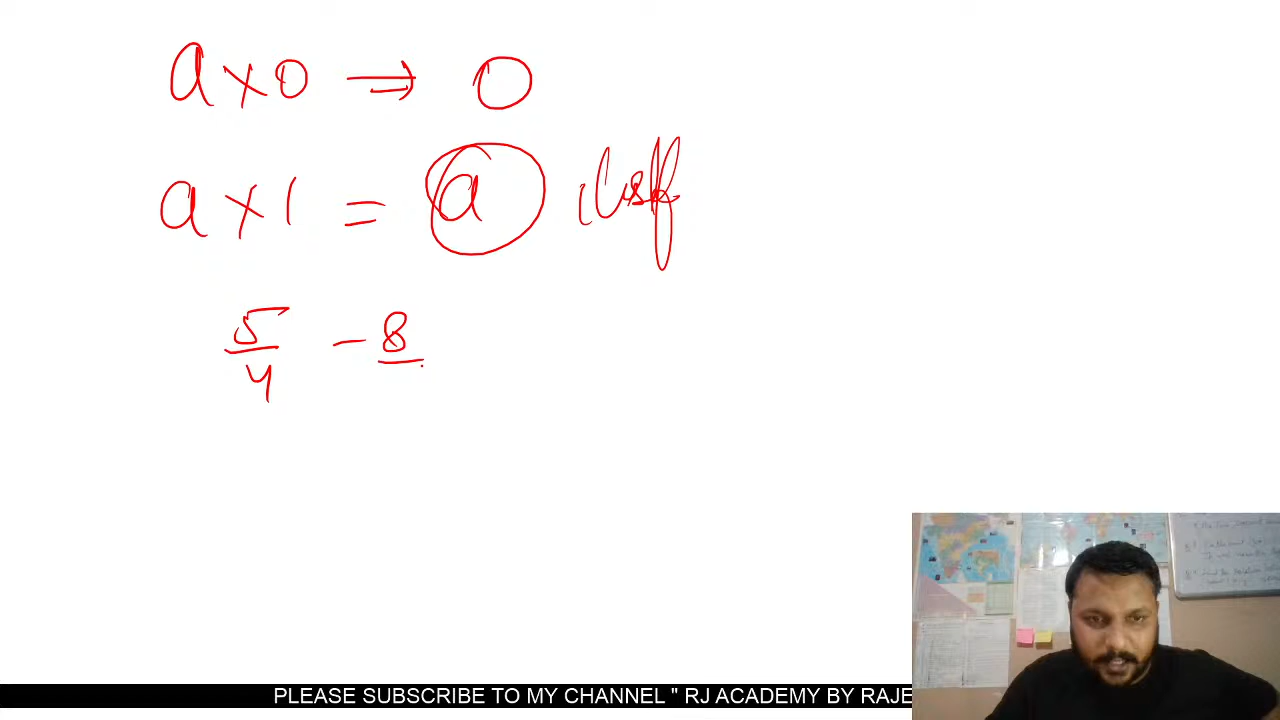 a × 0 ⇒ 0
a × 1 = a itself
5/4 - 8/
PLEASE SUBSCRIBE TO MY CHANNEL " RJ ACADEMY BY RAJE